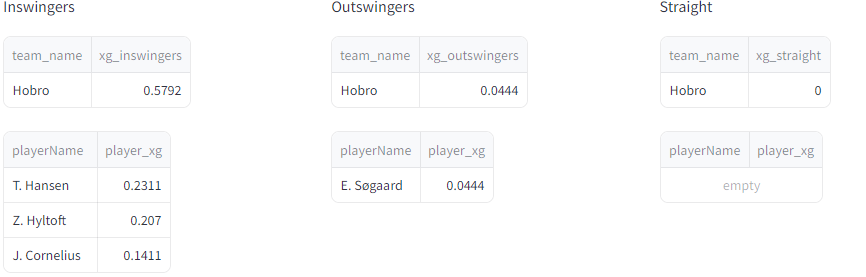 Inswingers
team_name xg_inswingers
Hobro 0.5792
playerName player_xg
T. Hansen 0.2311
Z. Hyltoft 0.207
J. Cornelius 0.1411
Outswingers
team_name xg_outswingers
Hobro 0.0444
playerName player_xg
E. Søgaard 0.0444
Straight
team_name xg_straight
Hobro 0
playerName player_xg
empty